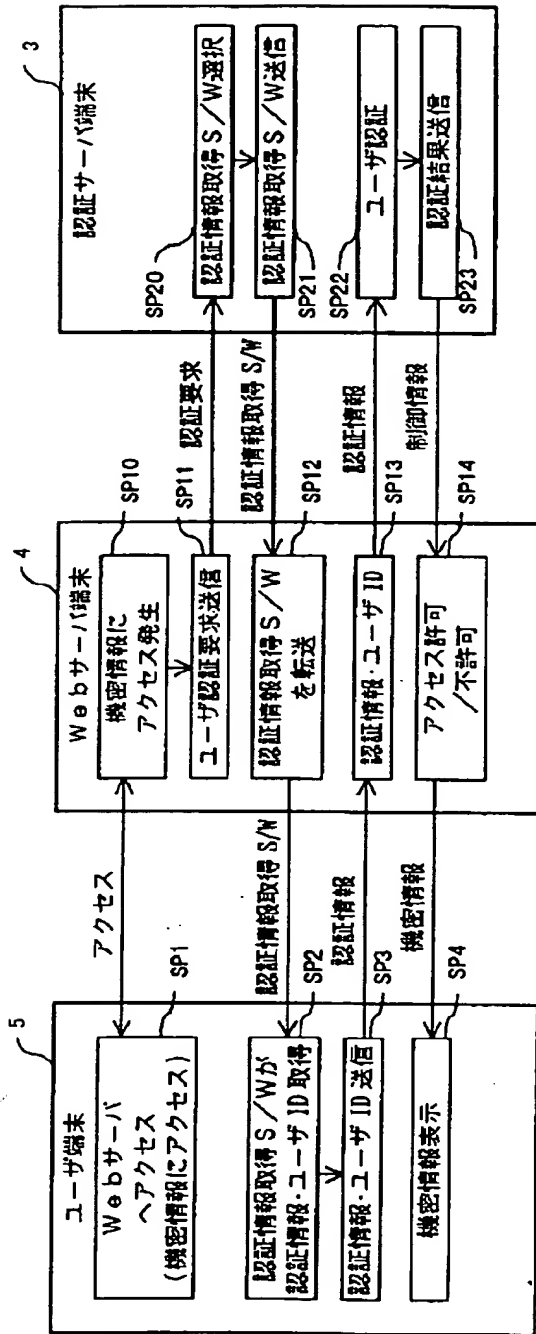 5
ユーザ端末
Webサーバ
へアクセス
(機密情報にアクセス)
SP1
認証情報取得S/Wが
認証情報・ユーザID取得
SP2
認証情報・ユーザID送信
SP3
機密情報表示
SP4
アクセス
認証情報取得S/W
認証情報
機密情報
4
Webサーバ端末
機密情報に
アクセス発生
SP10
ユーザ認証要求送信
SP11
認証情報取得S/W
を転送
SP12
認証情報・ユーザID
SP13
アクセス許可
/不許可
SP14
認証要求
認証情報取得S/W
認証情報
制御情報
3
認証サーバ端末
SP20
認証情報取得S/W選択
認証情報取得S/W送信
SP21
SP22
ユーザ認証
認証結果送信
SP23